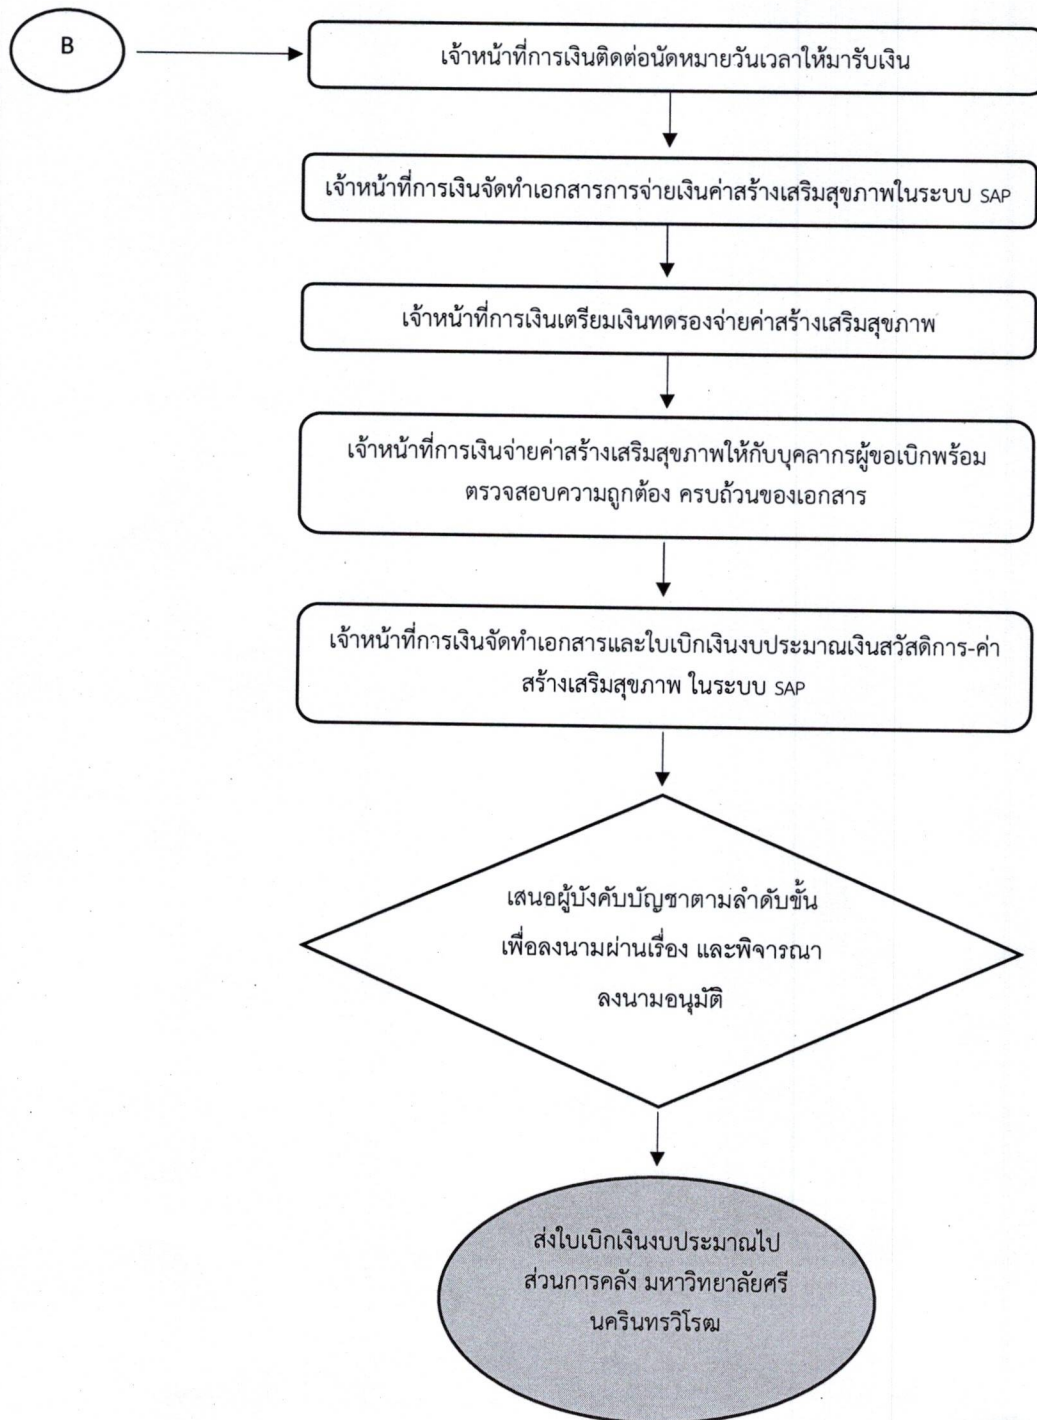 B
เจ้าหน้าที่การเงินติดต่อนัดหมายวันเวลาให้มารับเงิน
เจ้าหน้าที่การเงินจัดทำเอกสารการจ่ายเงินค่าสร้างเสริมสุขภาพในระบบ SAP
เจ้าหน้าที่การเงินเตรียมเงินทดรองจ่ายค่าสร้างเสริมสุขภาพ
เจ้าหน้าที่การเงินจ่ายค่าสร้างเสริมสุขภาพให้กับบุคลากรผู้ขอเบิกพร้อม
ตรวจสอบความถูกต้อง ครบถ้วนของเอกสาร
เจ้าหน้าที่การเงินจัดทำเอกสารและใบเบิกเงินงบประมาณเงินสวัสดิการ-ค่า
สร้างเสริมสุขภาพ ในระบบ SAP
เสนอผู้บังคับบัญชาตามลำดับขั้น
เพื่อลงนามผ่านเรื่อง และพิจารณา
ลงนามอนุมัติ
ส่งใบเบิกเงินงบประมาณไป
ส่วนการคลัง มหาวิทยาลัยศรี
นครินทรวิโรฒ